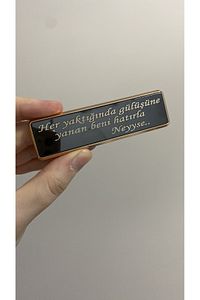 Her yaktığında gülüşüne
yanan beni hatırla
Neyyse..